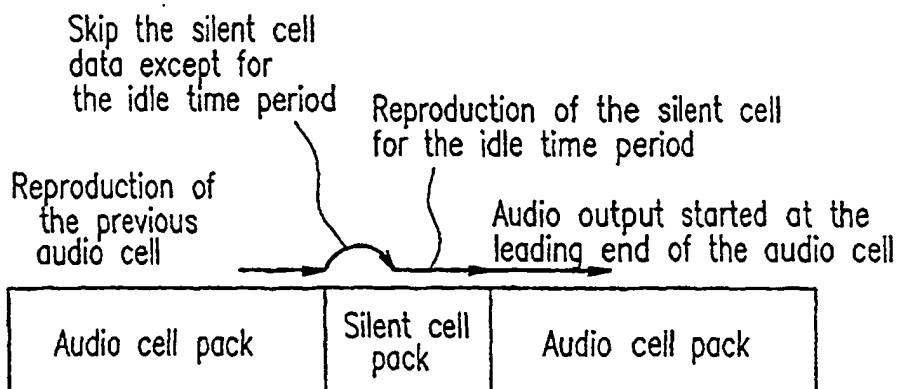 Skip the silent cell
data except for
the idle time period
Reproduction of the silent cell
for the idle time period
Reproduction of
the previous
audio cell
Audio output started at the
leading end of the audio cell
Audio cell pack
Silent cell
pack
Audio cell pack